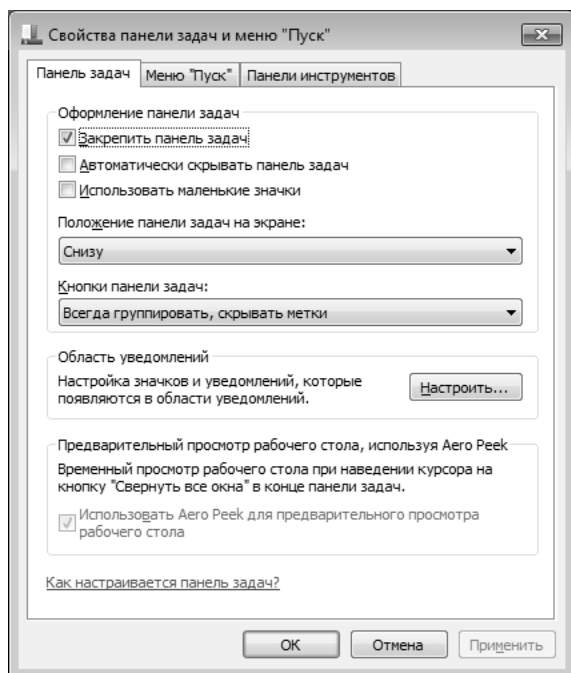 Свойства панели задач и меню "Пуск"
Панель задач Меню "Пуск" Панели инструментов
Оформление панели задач
Закрепить панель задач
Автоматически скрывать панель задач
Использовать маленькие значки
Положение панели задач на экране:
Снизу
Кнопки панели задач:
Всегда группировать, скрывать метки
Область уведомлений
Настройка значков и уведомлений, которые
появляются в области уведомлений.
Настроить...
Предварительный просмотр рабочего стола, используя Aero Peek
Временный просмотр рабочего стола при наведении курсора на
кнопку "Свернуть все окна" в конце панели задач.
Использовать Aero Peek для предварительного просмотра
рабочего стола
Как настраивается панель задач?
ОК Отмена Применить